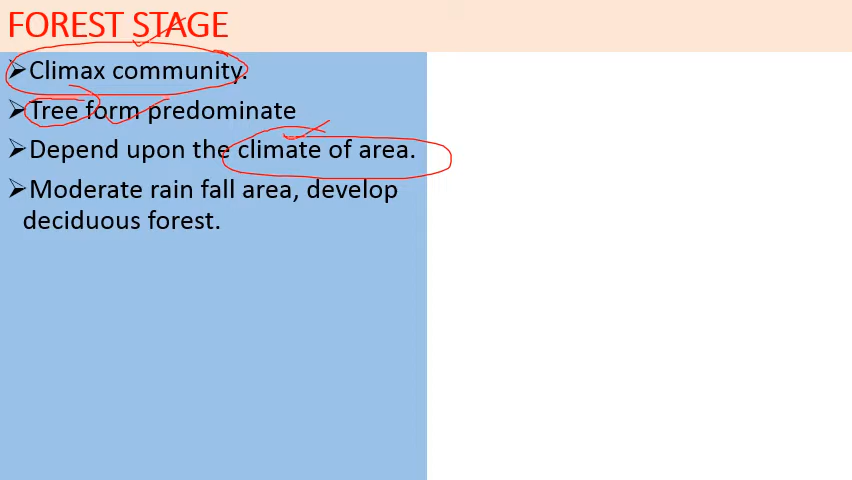 FOREST STAGE
➢Climax community.
➢Tree form predominate
➢Depend upon the climate of area.
➢Moderate rain fall area, develop
deciduous forest.